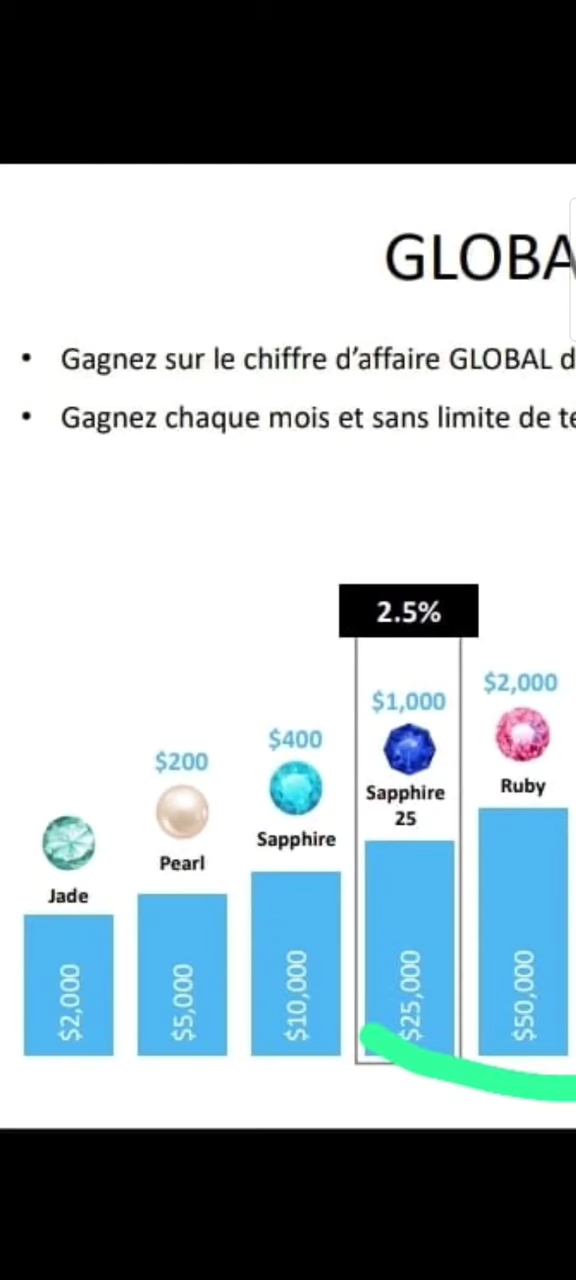 GLOBA
• Gagnez sur le chiffre d’affaire GLOBAL d
• Gagnez chaque mois et sans limite de te
2.5%
$2,000
$1,000
$400
$200
Ruby
Sapphire
25
Sapphire
Pearl
Jade
$2,000
$5,000
$10,000
$25,000
$50,000